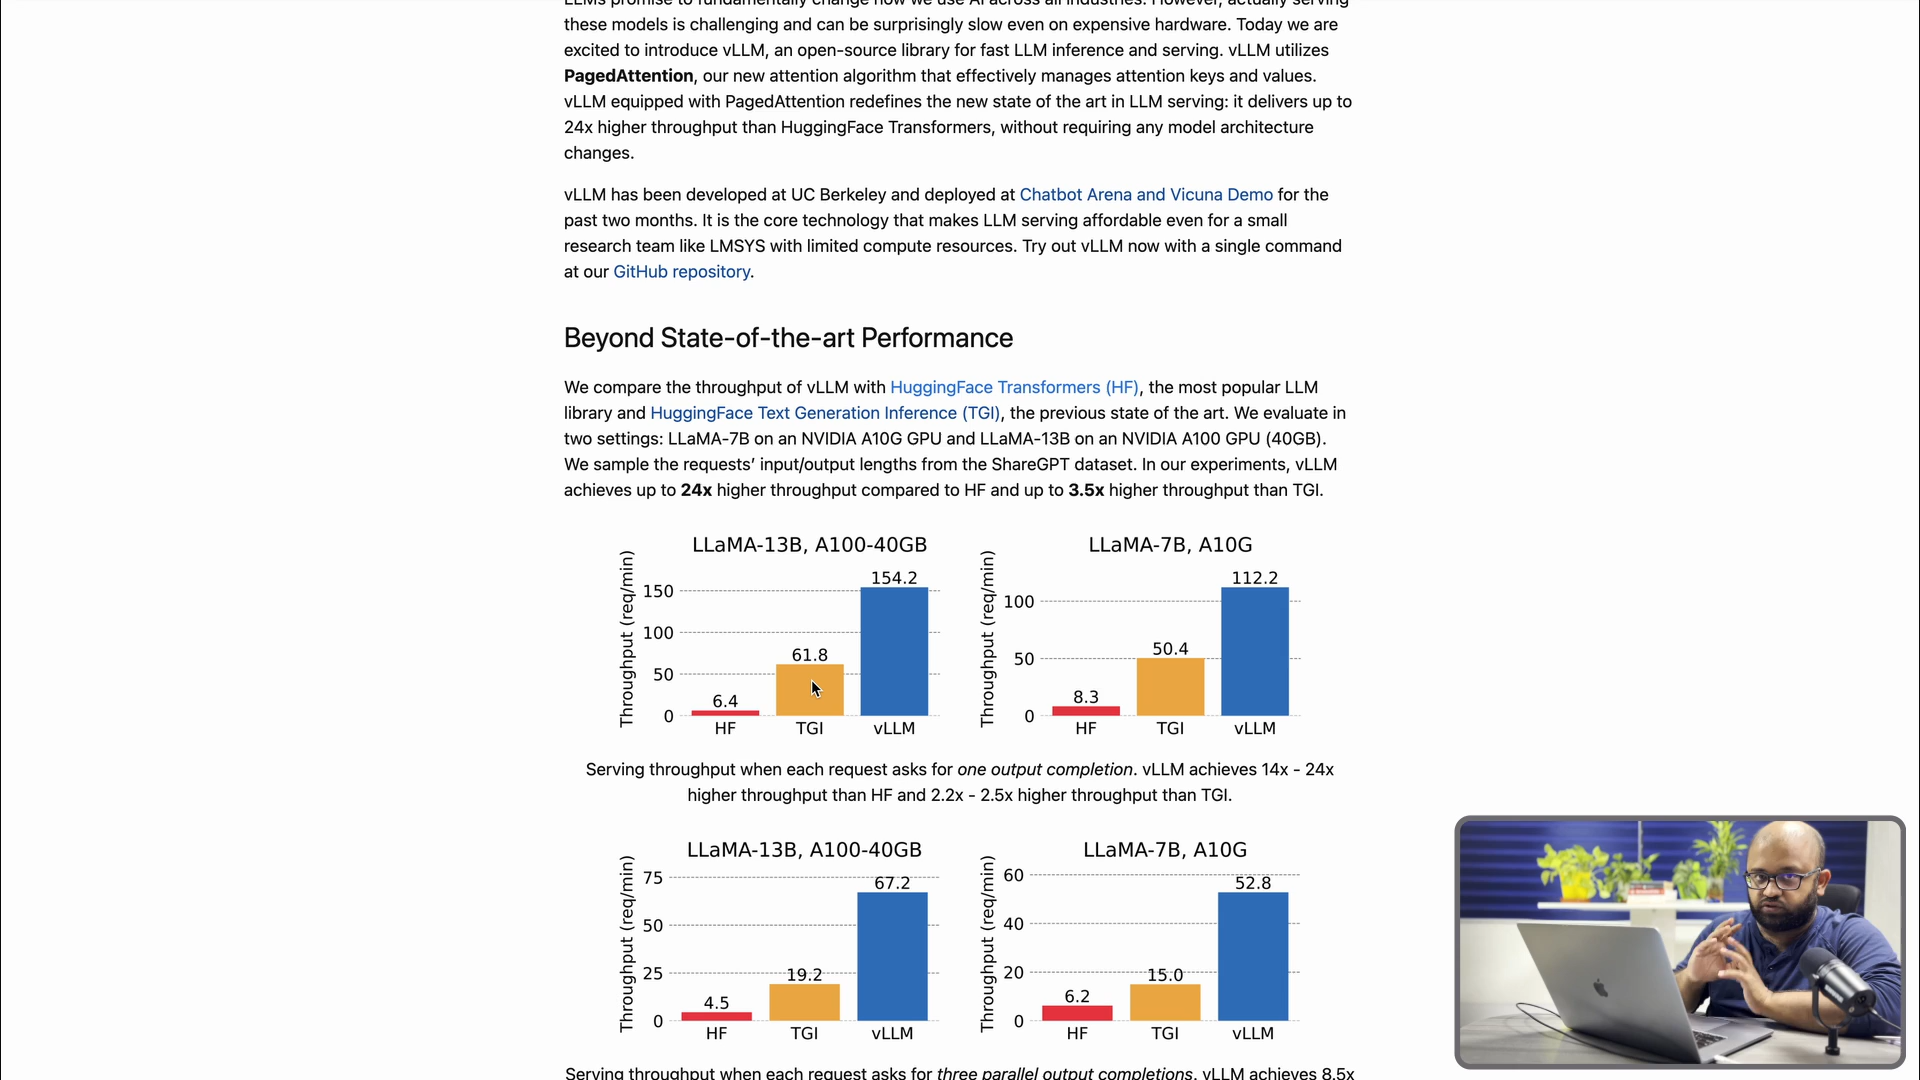 LLMs promise to fundamentally change how we use AI across all industries. However, actually serving
these models is challenging and can be surprisingly slow even on expensive hardware. Today we are
excited to introduce vLLM, an open-source library for fast LLM inference and serving. vLLM utilizes
PagedAttention, our new attention algorithm that effectively manages attention keys and values.
vLLM equipped with PagedAttention redefines the new state of the art in LLM serving: it delivers up to
24x higher throughput than HuggingFace Transformers, without requiring any model architecture
changes.
vLLM has been developed at UC Berkeley and deployed at Chatbot Arena and Vicuna Demo for the
past two months. It is the core technology that makes LLM serving affordable even for a small
research team like LMSYS with limited compute resources. Try out vLLM now with a single command
at our GitHub repository.
Beyond State-of-the-art Performance
We compare the throughput of vLLM with HuggingFace Transformers (HF), the most popular LLM
library and HuggingFace Text Generation Inference (TGI), the previous state of the art. We evaluate in
two settings: LLaMA-7B on an NVIDIA A10G GPU and LLaMA-13B on an NVIDIA A100 GPU (40GB).
We sample the requests’ input/output lengths from the ShareGPT dataset. In our experiments, vLLM
achieves up to 24x higher throughput compared to HF and up to 3.5x higher throughput than TGI.
LLaMA-13B, A100-40GB
Throughput (req/min)
150
100
50
0
6.4
61.8
154.2
HF
TGI
vLLM
LLaMA-7B, A10G
Throughput (req/min)
100
50
0
8.3
50.4
112.2
HF
TGI
vLLM
Serving throughput when each request asks for one output completion. vLLM achieves 14x - 24x
higher throughput than HF and 2.2x - 2.5x higher throughput than TGI.
LLaMA-13B, A100-40GB
Throughput (req/min)
75
50
25
0
4.5
19.2
67.2
HF
TGI
vLLM
LLaMA-7B, A10G
Throughput (req/min)
60
40
20
0
6.2
15.0
52.8
HF
TGI
vLLM
Serving throughput when each request asks for three parallel output completions. vLLM achieves 8.5x